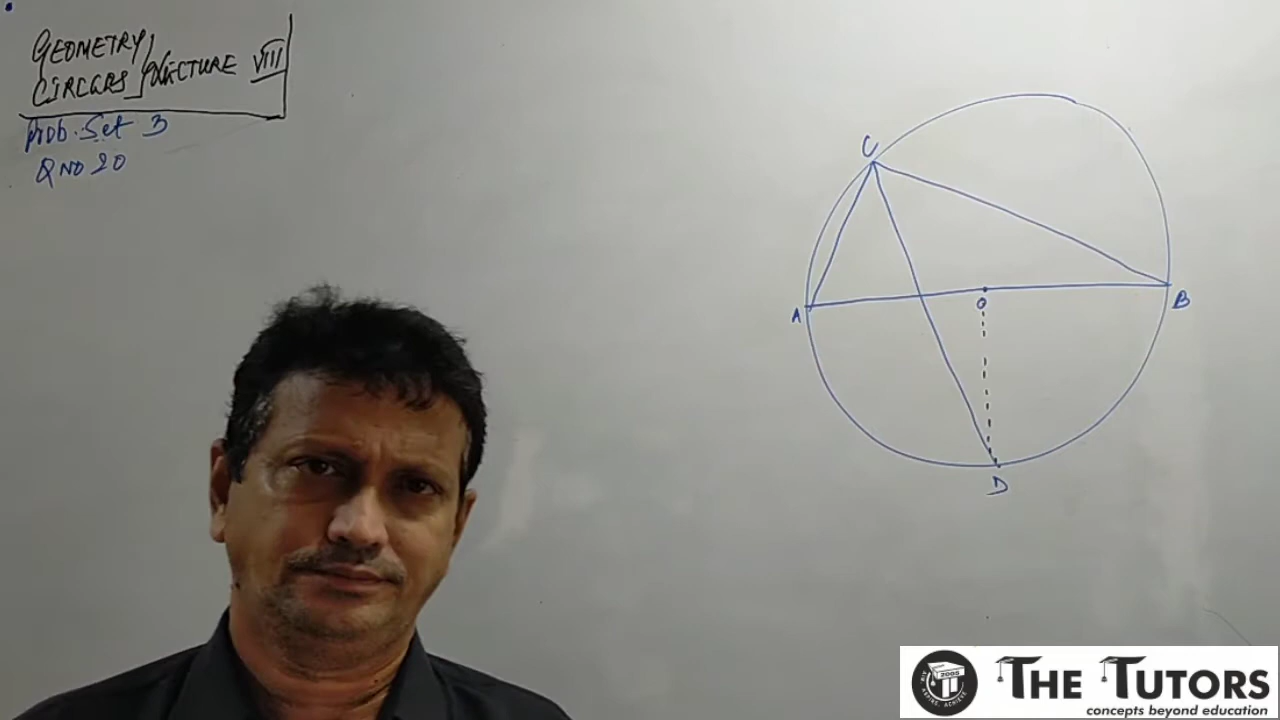 GEOMETRY,
CIRCLES, LECTURE VIII
Prob. Set 3
Q NO 20
C
A
O
B
D
2005
THE TUTORS
concepts beyond education